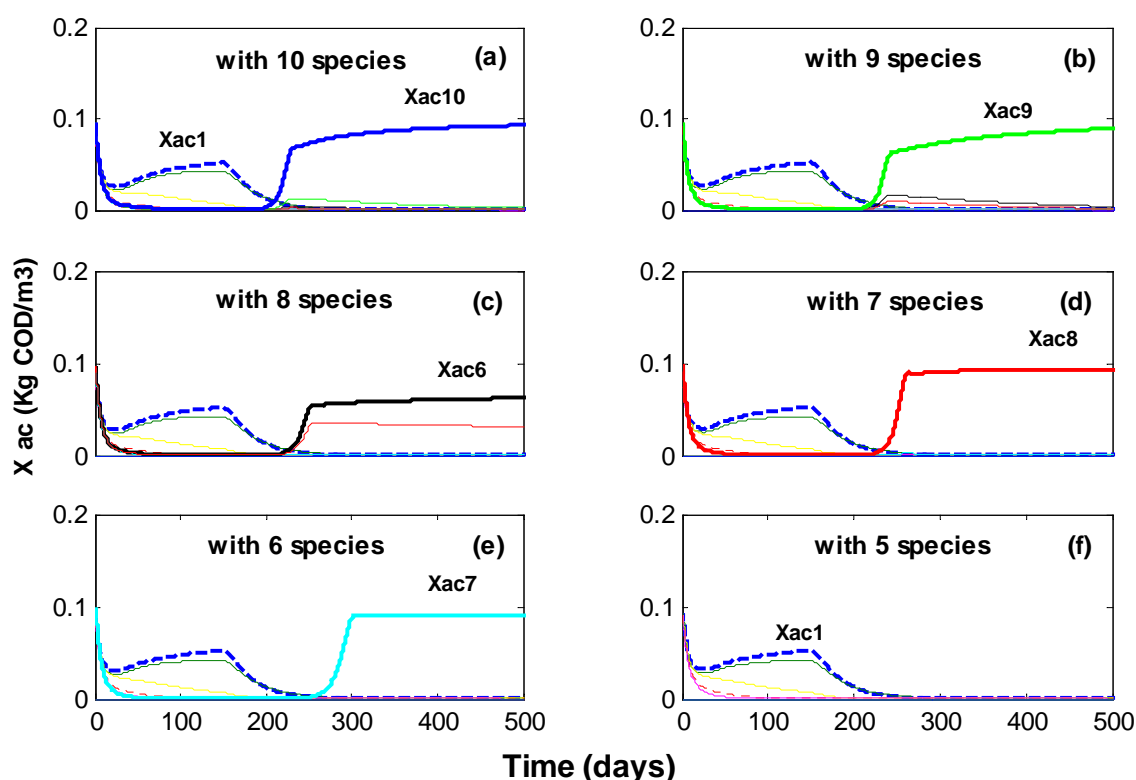 0.2
with 10 species
(a)
Xac10
0.1
Xac1
0
0.2
with 9 species
(b)
Xac9
0.1
0
0.2
with 8 species
(c)
Xac6
0.1
0
0.2
with 7 species
(d)
Xac8
0.1
0
X ac (Kg COD/m3)
0.2
with 6 species
(e)
Xac7
0.1
0
0 100 200 300 400 500
0.2
with 5 species
(f)
Xac1
0.1
0
0 100 200 300 400 500
Time (days)